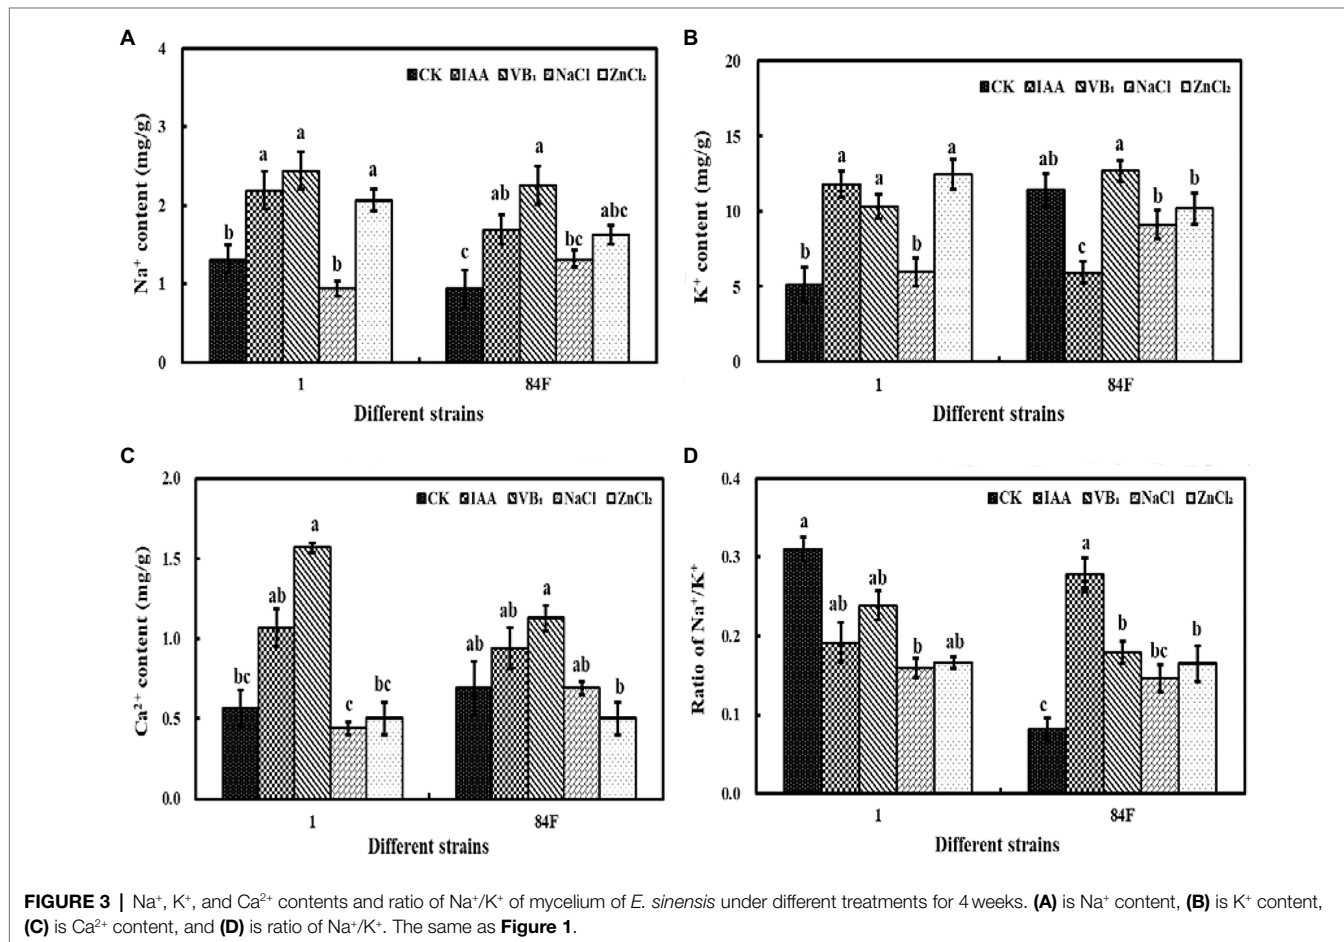 A
4
3
2
1
0
Na⁺ content (mg/g)
CK IAA VB₁ NaCl ZnCl₂
b a a b a
c ab a bc abc
1 84F
Different strains
B
20
15
10
5
0
K⁺ content (mg/g)
CK IAA VB₁ NaCl ZnCl₂
b a a b a
ab c a b b
1 84F
Different strains
C
2.0
1.5
1.0
0.5
0.0
Ca²⁺ content (mg/g)
CK IAA VB₁ NaCl ZnCl₂
bc ab a c bc
ab ab a ab b
1 84F
Different strains
D
0.4
0.3
0.2
0.1
0.0
Ratio of Na⁺/K⁺
CK IAA VB₁ NaCl ZnCl₂
a ab ab b ab
c a b bc b
1 84F
Different strains
FIGURE 3 | Na⁺, K⁺, and Ca²⁺ contents and ratio of Na⁺/K⁺ of mycelium of E. sinensis under different treatments for 4 weeks. (A) is Na⁺ content, (B) is K⁺ content,
(C) is Ca²⁺ content, and (D) is ratio of Na⁺/K⁺. The same as Figure 1.